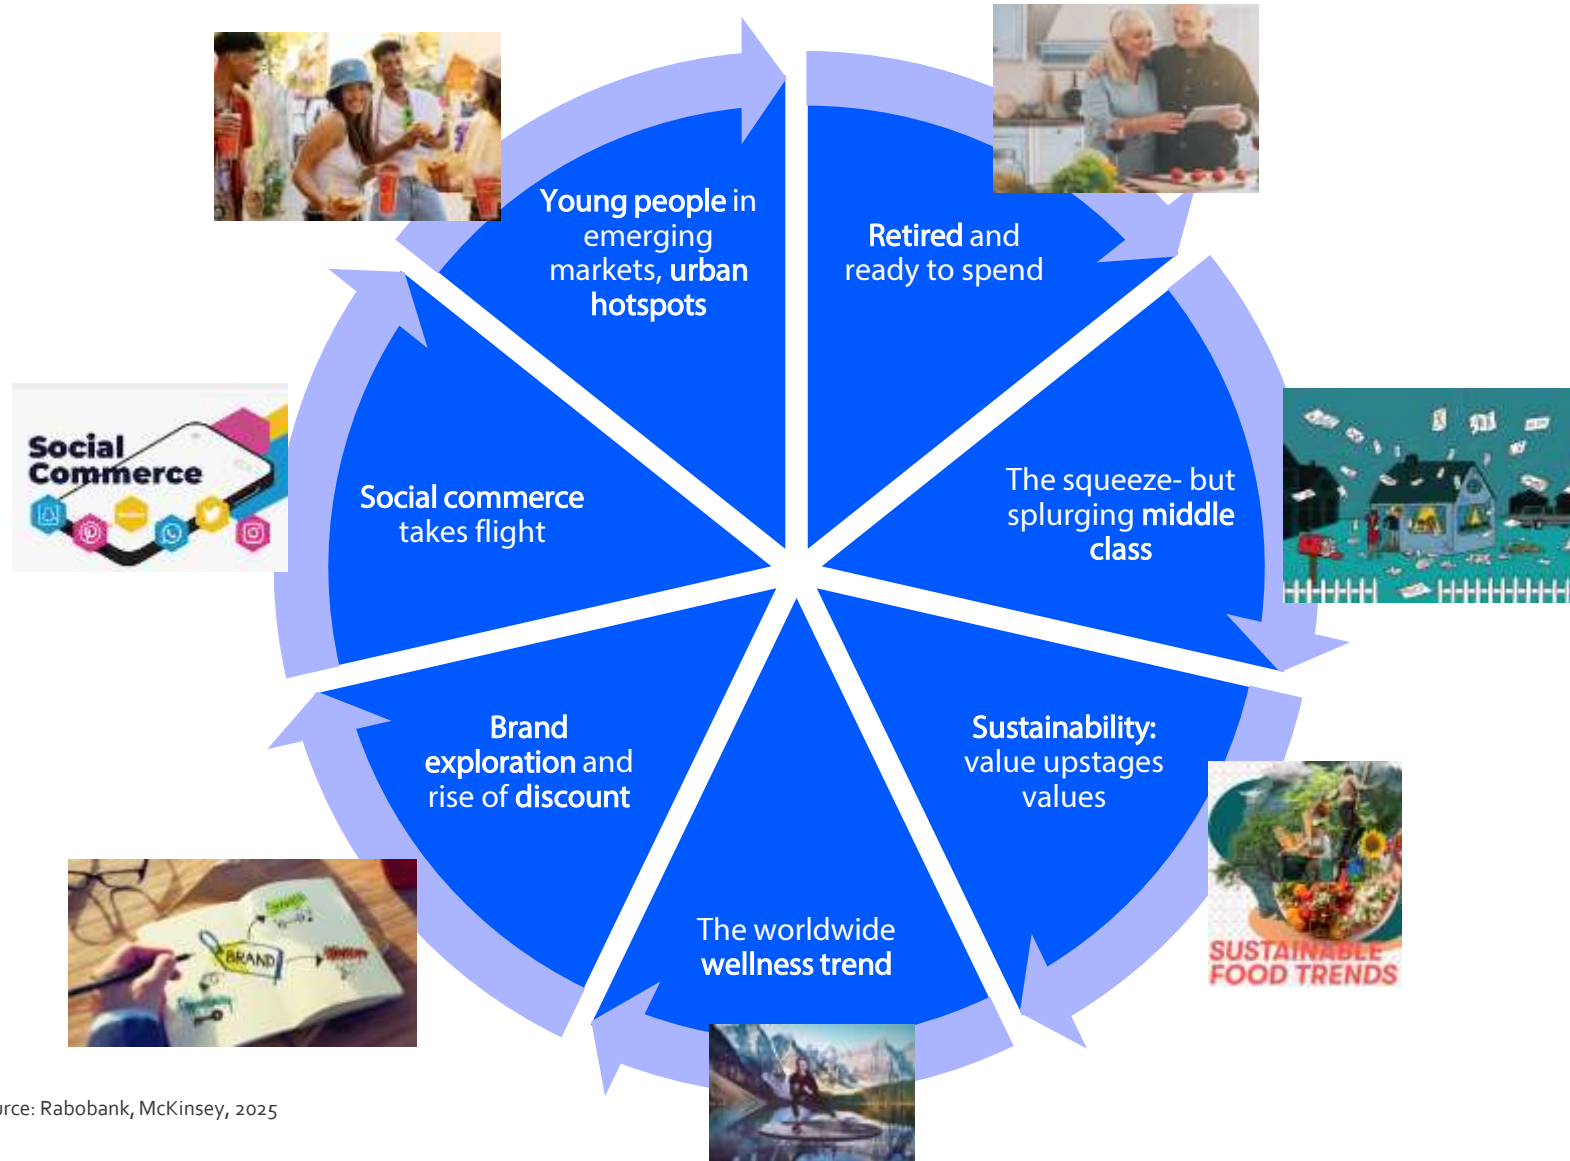 Young people in
emerging
markets, urban
hotspots
Retired and
ready to spend
The squeeze- but
splurging middle
class
Sustainability:
value upstages
values
The worldwide
wellness trend
Brand
exploration and
rise of discount
Social commerce
takes flight
Social
Commerce
BRAND
SUSTAINABLE
FOOD TRENDS
urce: Rabobank, McKinsey, 2025